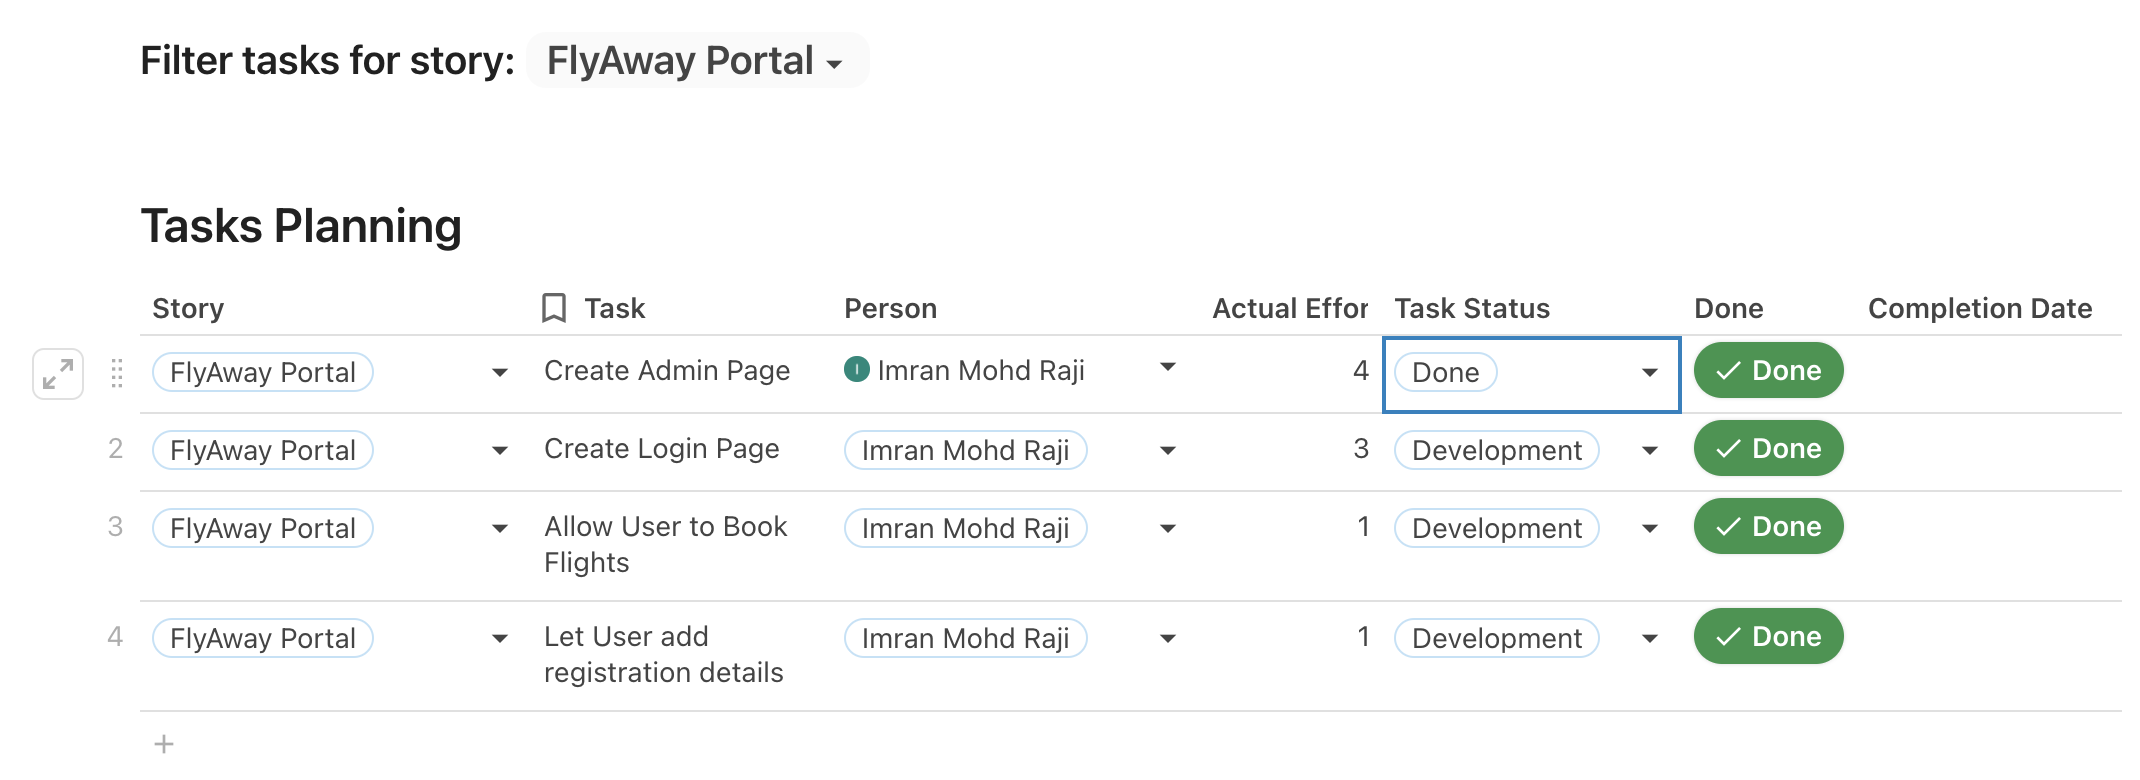 Filter tasks for story: FlyAway Portal
Tasks Planning
Story Task Person Actual Effor Task Status Done Completion Date
FlyAway Portal Create Admin Page I Imran Mohd Raji 4 Done Done
2 FlyAway Portal Create Login Page Imran Mohd Raji 3 Development Done
3 FlyAway Portal Allow User to Book Imran Mohd Raji 1 Development Done
Flights
4 FlyAway Portal Let User add Imran Mohd Raji 1 Development Done
registration details
+